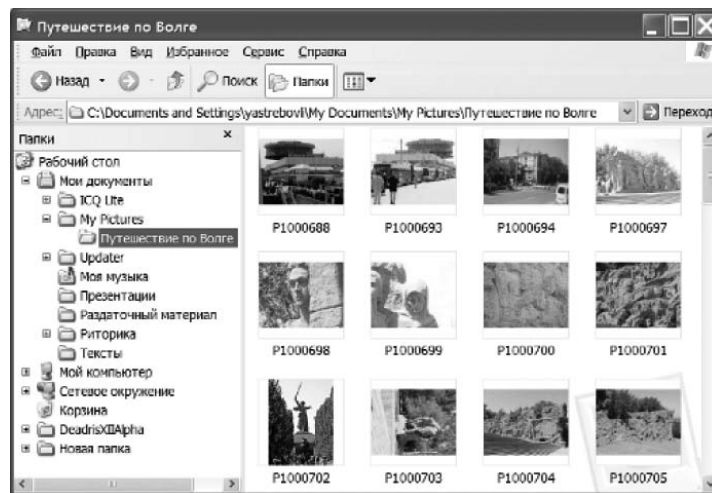 Путешествие по Волге
Файл Правка Вид Избранное Сервис Справка
Назад Поиск Папки
Адрес: C:\Documents and Settings\yastrebovli\My Documents\My Pictures\Путешествие по Волге Переход
Папки
Рабочий стол
Мои документы
ICQ Lite
My Pictures
Путешествие по Волге
Updater
Моя музыка
Презентации
Раздаточный материал
Риторика
Тексты
Мой компьютер
Сетевое окружение
Корзина
DeadrisXIIAlpha
Новая папка
P1000688 P1000693 P1000694 P1000697
P1000698 P1000699 P1000700 P1000701
P1000702 P1000703 P1000704 P1000705